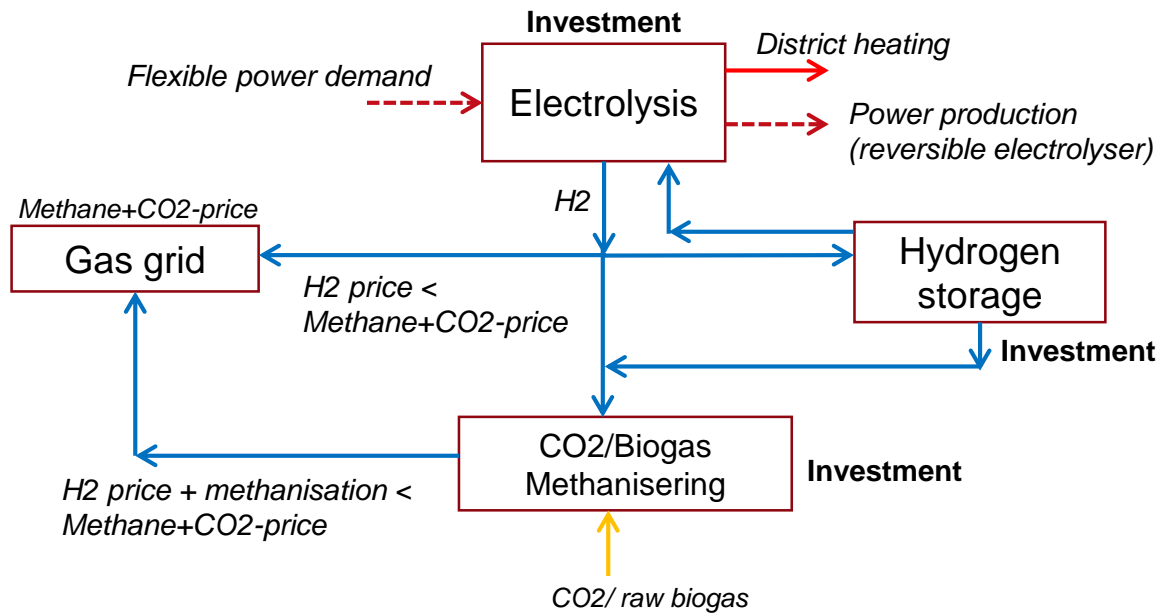 Investment
District heating
Flexible power demand
Electrolysis
Power production
(reversible electrolyser)
H2
Methane+CO2-price
Gas grid
Hydrogen
storage
H2 price <
Methane+CO2-price
Investment
CO2/Biogas
Methanisering
Investment
H2 price + methanisation <
Methane+CO2-price
CO2/ raw biogas